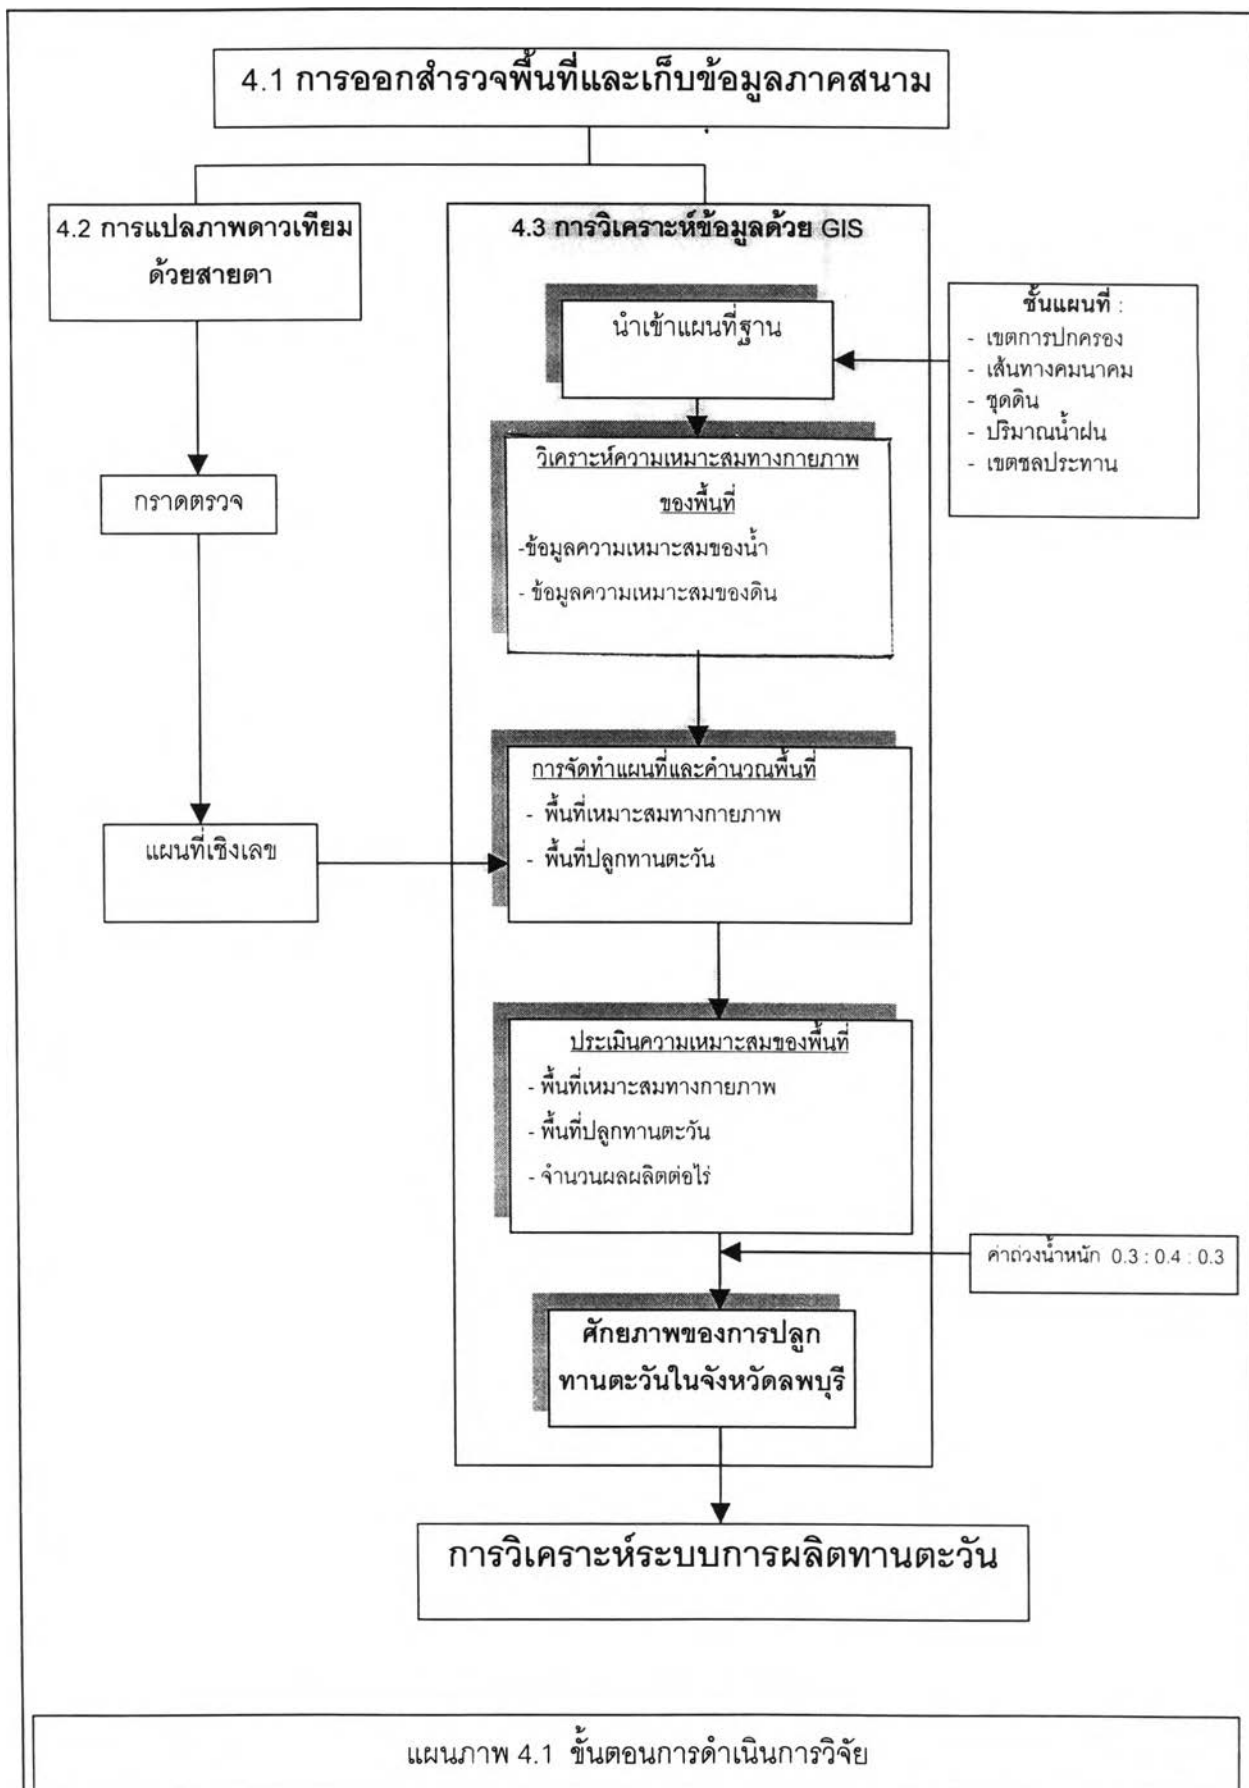 4.1 การออกสำรวจพื้นที่และเก็บข้อมูลภาคสนาม
4.2 การแปลภาพดาวเทียม
ด้วยสายตา
กราดตรวจ
แผนที่เชิงเลข
4.3 การวิเคราะห์ข้อมูลด้วย GIS
นำเข้าแผนที่ฐาน
ชั้นแผนที่ :
- เขตการปกครอง
- เส้นทางคมนาคม
- ชุดดิน
- ปริมาณน้ำฝน
- เขตชลประทาน
วิเคราะห์ความเหมาะสมทางกายภาพ
ของพื้นที่
-ข้อมูลความเหมาะสมของน้ำ
- ข้อมูลความเหมาะสมของดิน
การจัดทำแผนที่และคำนวณพื้นที่
- พื้นที่เหมาะสมทางกายภาพ
- พื้นที่ปลูกทานตะวัน
ประเมินความเหมาะสมของพื้นที่
- พื้นที่เหมาะสมทางกายภาพ
- พื้นที่ปลูกทานตะวัน
- จำนวนผลผลิตต่อไร่
ค่าถ่วงน้ำหนัก 0.3 : 0.4 : 0.3
ศักยภาพของการปลูก
ทานตะวันในจังหวัดลพบุรี
การวิเคราะห์ระบบการผลิตทานตะวัน
แผนภาพ 4.1 ขั้นตอนการดำเนินการวิจัย